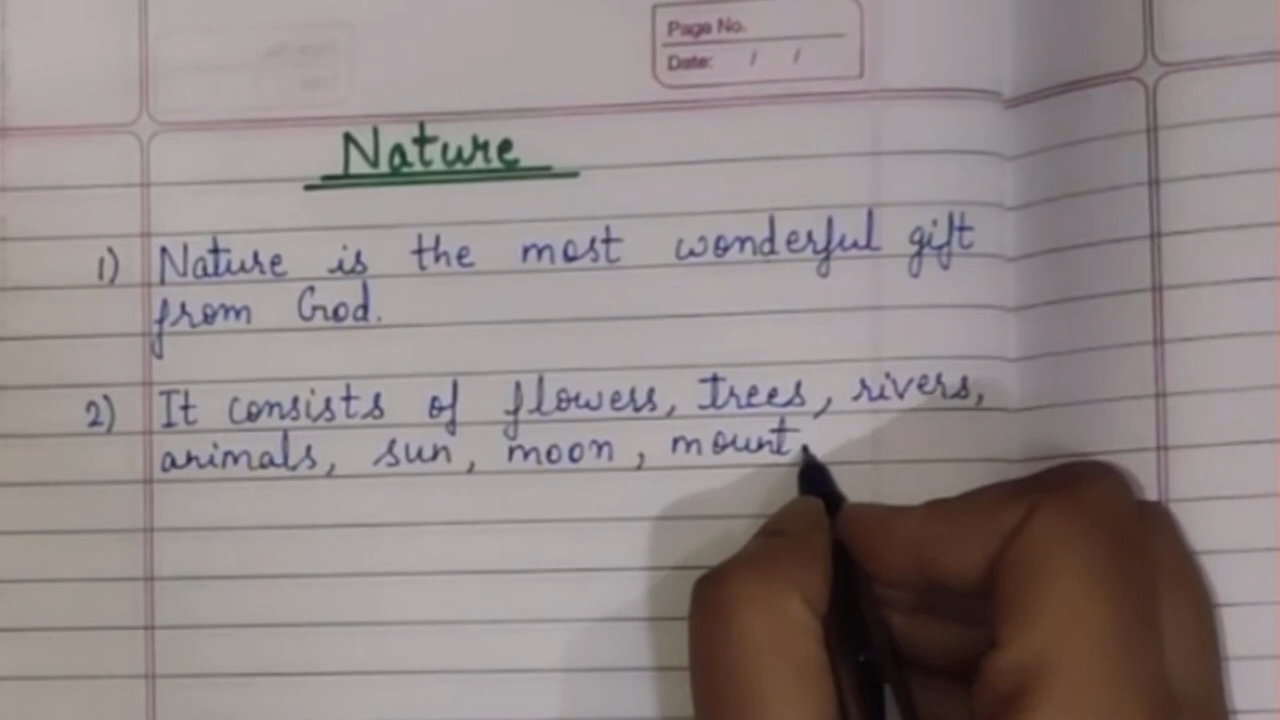 Page No.
Date: / /
Nature
1) Nature is the most wonderful gift
from God.
2) It consists of flowers, trees, rivers,
animals, sun, moon, mount